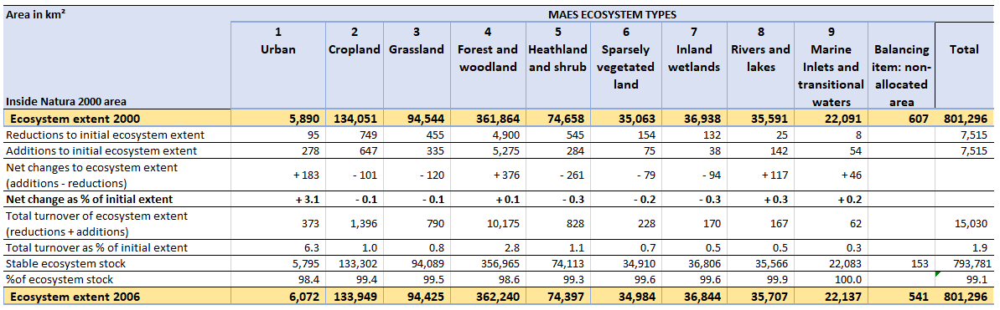 Area in km² MAES ECOSYSTEM TYPES
1 2 3 4 5 6 7 8 9 Balancing item: non-allocated area Total
Urban Cropland Grassland Forest and woodland Heathland and shrub Sparsely vegetated land Inland wetlands Rivers and lakes Marine Inlets and transitional waters
Inside Natura 2000 area
Ecosystem extent 2000 5,890 134,051 94,544 361,864 74,658 35,063 36,938 35,591 22,091 607 801,296
Reductions to initial ecosystem extent 95 749 455 4,900 545 154 132 25 8 7,515
Additions to initial ecosystem extent 278 647 335 5,275 284 75 38 142 54 7,515
Net changes to ecosystem extent
(additions - reductions) + 183 - 101 - 120 + 376 - 261 - 79 - 94 + 117 + 46
Net change as % of initial extent + 3.1 - 0.1 - 0.1 + 0.1 - 0.3 - 0.2 - 0.3 + 0.3 + 0.2
Total turnover of ecosystem extent
(reductions + additions) 373 1,396 790 10,175 828 228 170 167 62 15,030
Total turnover as % of initial extent 6.3 1.0 0.8 2.8 1.1 0.7 0.5 0.5 0.3 1.9
Stable ecosystem stock 5,795 133,302 94,089 356,965 74,113 34,910 36,806 35,566 22,083 153 793,781
%of ecosystem stock 98.4 99.4 99.5 98.6 99.3 99.6 99.6 99.9 100.0 99.1
Ecosystem extent 2006 6,072 133,949 94,425 362,240 74,397 34,984 36,844 35,707 22,137 541 801,296